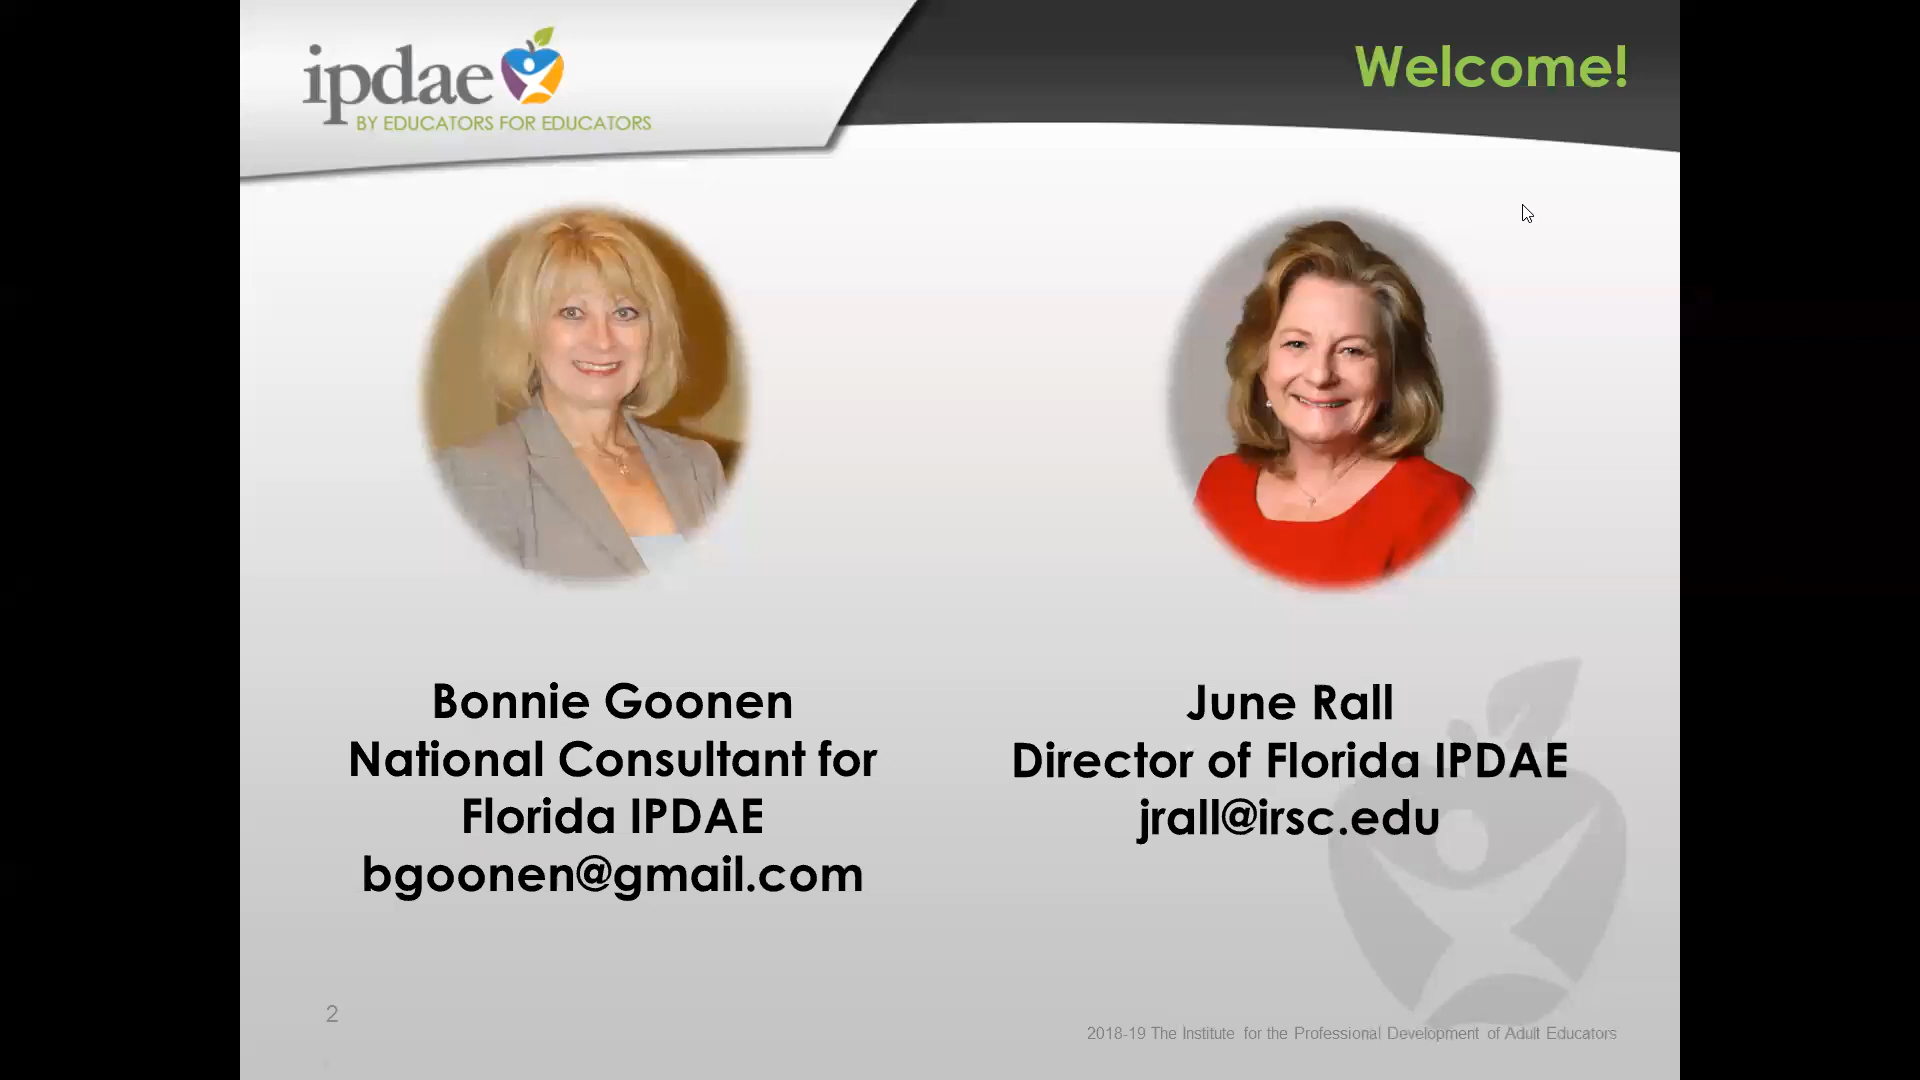 ipdae
BY EDUCATORS FOR EDUCATORS
Welcome!
Bonnie Goonen
National Consultant for
Florida IPDAE
bgoonen@gmail.com
June Rall
Director of Florida IPDAE
jrall@irsc.edu
2
2018-19 The Institute for the Professional Development of Adult Educators